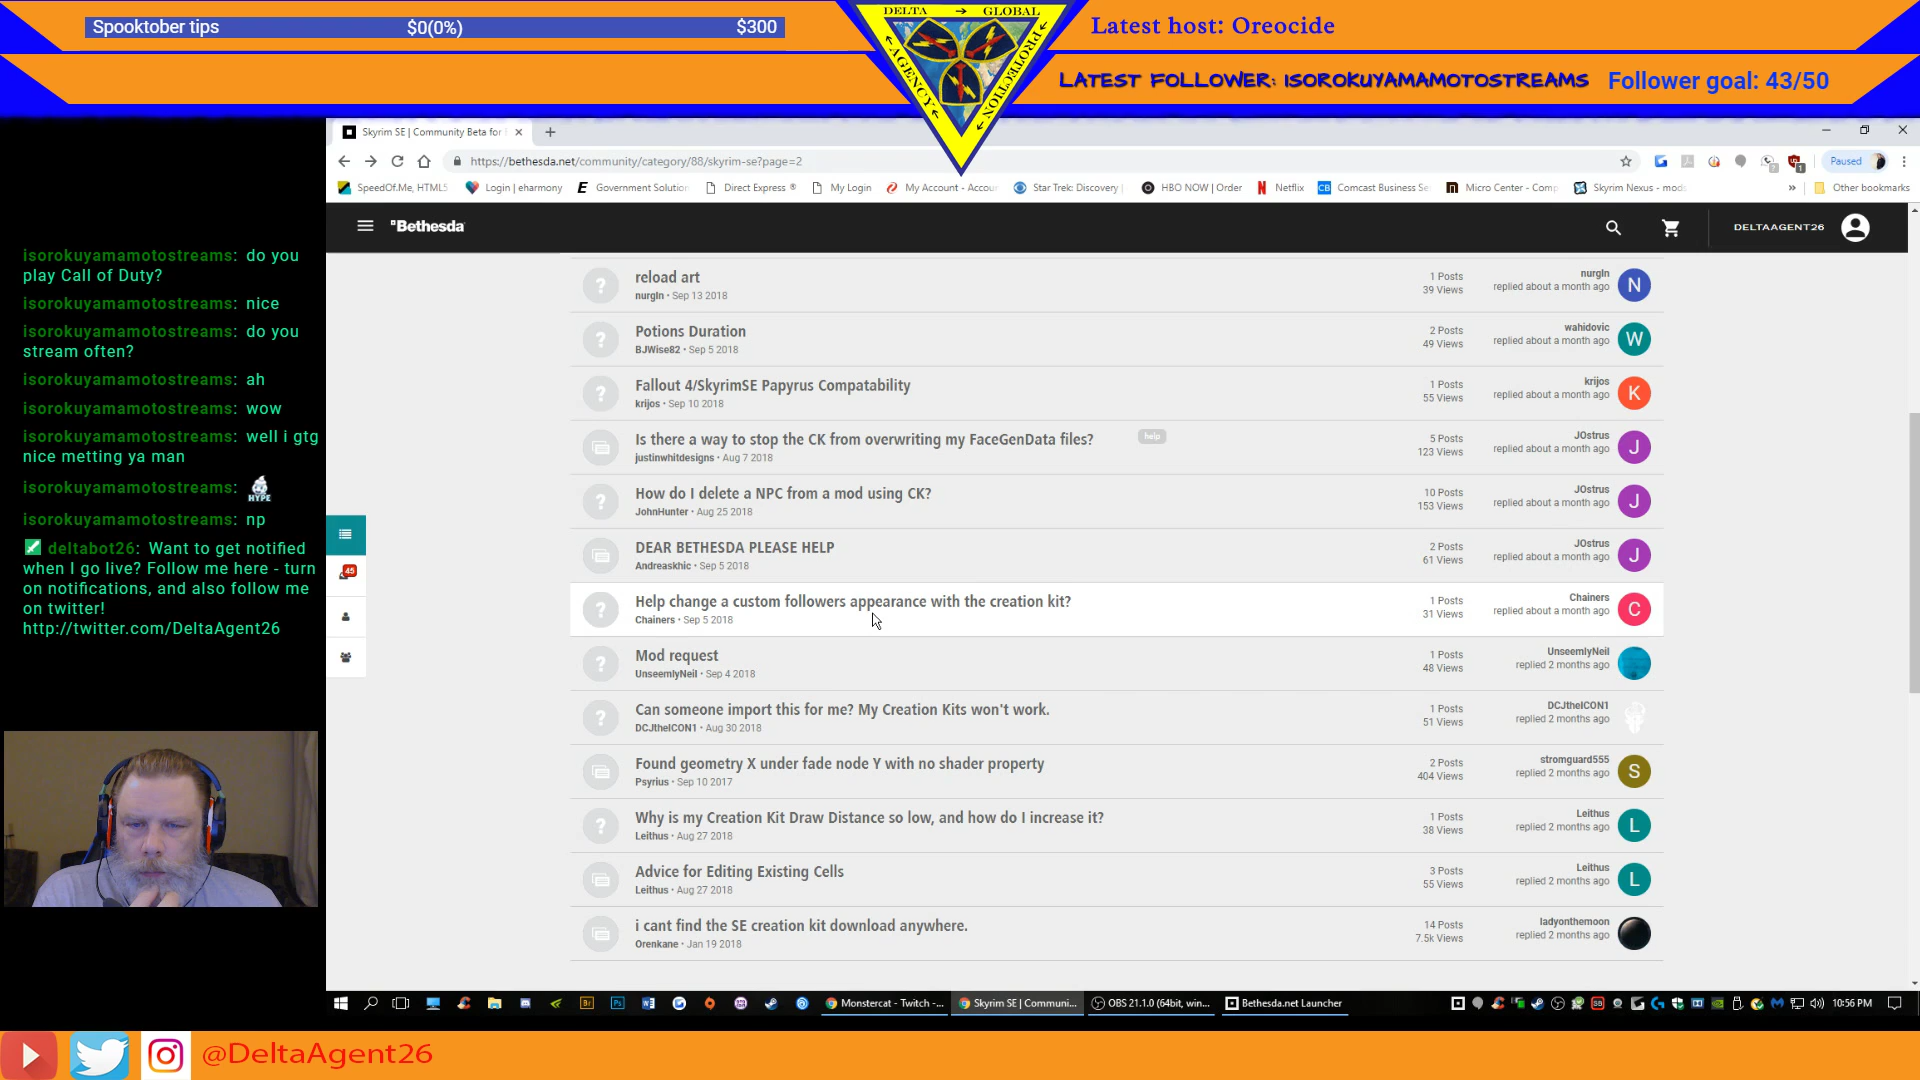 Spooktober tips $0(0%) $300
DELTA → GLOBAL
PROTECTION
AGENCY
Latest host: Oreocide
LATEST FOLLOWER: ISOROKUYAMAMOTOSTREAMS
Follower goal: 43/50
Skyrim SE | Community Beta for
https://bethesda.net/community/category/88/skyrim-se?page=2
Paused
SpeedOf.Me, HTML5
Login | eharmony
Government Solution
Direct Express ®
My Login
My Account - Accou
Star Trek: Discovery
HBO NOW | Order
Netflix
Comcast Business Se
Micro Center - Comp
Skyrim Nexus - mods
»
Other bookmarks
Bethesda
DELTAAGENT26
isorokuyamamotostreams: do you
play Call of Duty?
isorokuyamamotostreams: nice
isorokuyamamotostreams: do you
stream often?
isorokuyamamotostreams: ah
isorokuyamamotostreams: wow
isorokuyamamotostreams: well i gtg
nice metting ya man
isorokuyamamotostreams: HYPE
isorokuyamamotostreams: np
deltabot26: Want to get notified
when I go live? Follow me here - turn
on notifications, and also follow me
on twitter!
http://twitter.com/DeltaAgent26
45
reload art
nurgln • Sep 13 2018
1 Posts
39 Views
nurgln
replied about a month ago
N
Potions Duration
BJWise82 • Sep 5 2018
2 Posts
49 Views
wahidovic
replied about a month ago
W
Fallout 4/SkyrimSE Papyrus Compatability
krijos • Sep 10 2018
1 Posts
55 Views
krijos
replied about a month ago
K
Is there a way to stop the CK from overwriting my FaceGenData files?
help
justinwhitdesigns • Aug 7 2018
5 Posts
123 Views
JOstrus
replied about a month ago
J
How do I delete a NPC from a mod using CK?
JohnHunter • Aug 25 2018
10 Posts
153 Views
JOstrus
replied about a month ago
J
DEAR BETHESDA PLEASE HELP
Andreaskhic • Sep 5 2018
2 Posts
61 Views
JOstrus
replied about a month ago
J
Help change a custom followers appearance with the creation kit?
Chainers • Sep 5 2018
1 Posts
31 Views
Chainers
replied about a month ago
C
Mod request
UnseemlyNeil • Sep 4 2018
1 Posts
48 Views
UnseemlyNeil
replied 2 months ago
Can someone import this for me? My Creation Kits won't work.
DCJtheICON1 • Aug 30 2018
1 Posts
51 Views
DCJtheICON1
replied 2 months ago
Found geometry X under fade node Y with no shader property
Psyrius • Sep 10 2017
2 Posts
404 Views
stromguard555
replied 2 months ago
S
Why is my Creation Kit Draw Distance so low, and how do I increase it?
Leithus • Aug 27 2018
1 Posts
38 Views
Leithus
replied 2 months ago
L
Advice for Editing Existing Cells
Leithus • Aug 27 2018
3 Posts
55 Views
Leithus
replied 2 months ago
L
i cant find the SE creation kit download anywhere.
Orenkane • Jan 19 2018
14 Posts
7.5k Views
ladyonthemoon
replied 2 months ago
Monstercat - Twitch -...
Skyrim SE | Communi...
OBS 21.1.0 (64bit, win...
Bethesda.net Launcher
10:56 PM
@DeltaAgent26